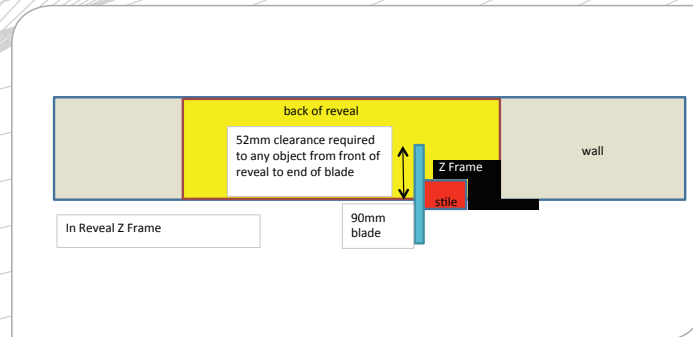 back of reveal
52mm clearance required
to any object from front of
reveal to end of blade
wall
Z Frame
stile
90mm
blade
In Reveal Z Frame